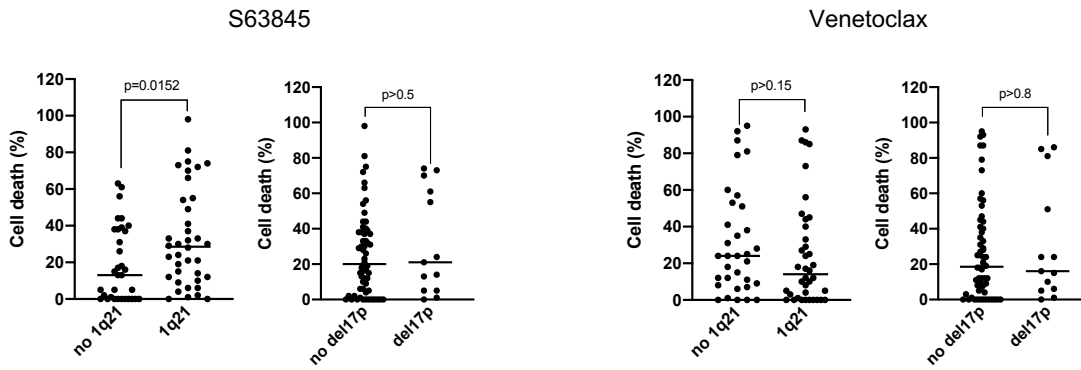 S63845
Venetoclax
Cell death (%)
120
100
80
60
40
20
0
p=0.0152
no 1q21
1q21
Cell death (%)
120
100
80
60
40
20
0
p>0.5
no del17p
del17p
Cell death (%)
120
100
80
60
40
20
0
p>0.15
no 1q21
1q21
Cell death (%)
120
100
80
60
40
20
0
p>0.8
no del17p
del17p